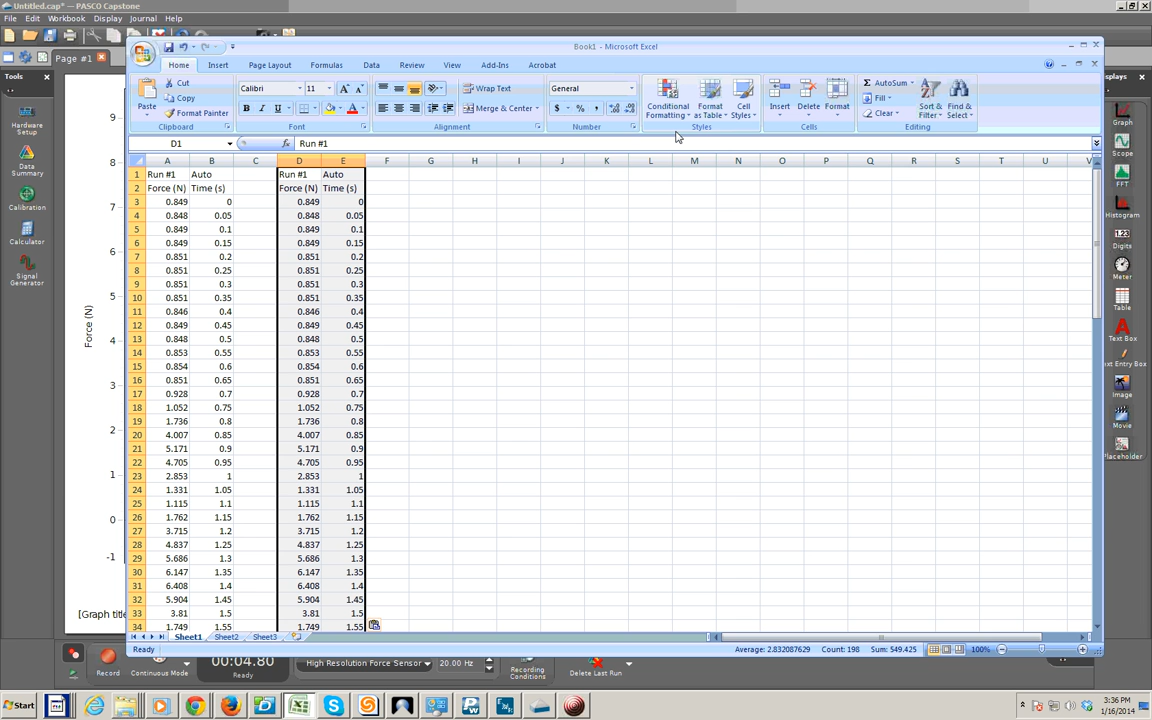 Untitled.cap* — PASCO Capstone
File Edit Workbook Display Journal Help
Book1 - Microsoft Excel
Page #1
Home Insert Page Layout Formulas Data Review View Add-Ins Acrobat
Tools
Displays
Paste Cut Copy Format Painter
Calibri 11 Wrap Text General
B I U Merge & Center $ % ,
Conditional Formatting Format as Table Cell Styles Insert Delete Format
AutoSum Fill Clear Sort & Filter Find & Select
Clipboard Font Alignment Number Styles Cells Editing
D1 fx Run #1
A B C D E F G H I J K L M N O P Q R S T U V
1 Run #1 Auto Run #1 Auto
2 Force (N) Time (s) Force (N) Time (s)
3 0.849 0 0.849 0
4 0.848 0.05 0.848 0.05
5 0.849 0.1 0.849 0.1
6 0.849 0.15 0.849 0.15
7 0.851 0.2 0.851 0.2
8 0.851 0.25 0.851 0.25
9 0.851 0.3 0.851 0.3
10 0.851 0.35 0.851 0.35
11 0.846 0.4 0.846 0.4
12 0.849 0.45 0.849 0.45
13 0.848 0.5 0.848 0.5
14 0.853 0.55 0.853 0.55
15 0.854 0.6 0.854 0.6
16 0.851 0.65 0.851 0.65
17 0.928 0.7 0.928 0.7
18 1.052 0.75 1.052 0.75
19 1.736 0.8 1.736 0.8
20 4.007 0.85 4.007 0.85
21 5.171 0.9 5.171 0.9
22 4.705 0.95 4.705 0.95
23 2.853 1 2.853 1
24 1.331 1.05 1.331 1.05
25 1.115 1.1 1.115 1.1
26 1.762 1.15 1.762 1.15
27 3.715 1.2 3.715 1.2
28 4.837 1.25 4.837 1.25
29 5.686 1.3 5.686 1.3
30 6.147 1.35 6.147 1.35
31 6.408 1.4 6.408 1.4
32 5.904 1.45 5.904 1.45
33 3.81 1.5 3.81 1.5
34 1.749 1.55 1.749 1.55
Hardware Setup
Data Summary
Calibration
Calculator
Signal Generator
9
8
7
6
5
4
3
2
1
0
-1
Force (N)
[Graph title
Graph
Scope
FFT
Histogram
1.23
Digits
Meter
Table
Text Box
Text Entry Box
Image
Movie
Placeholder
Sheet1 Sheet2 Sheet3
Ready Average: 2.832087629 Count: 198 Sum: 549.425 100%
Record Continuous Mode 00:04.80 Ready High Resolution Force Sensor 20.00 Hz Recording Conditions Delete Last Run
Start
3:36 PM
1/16/2014